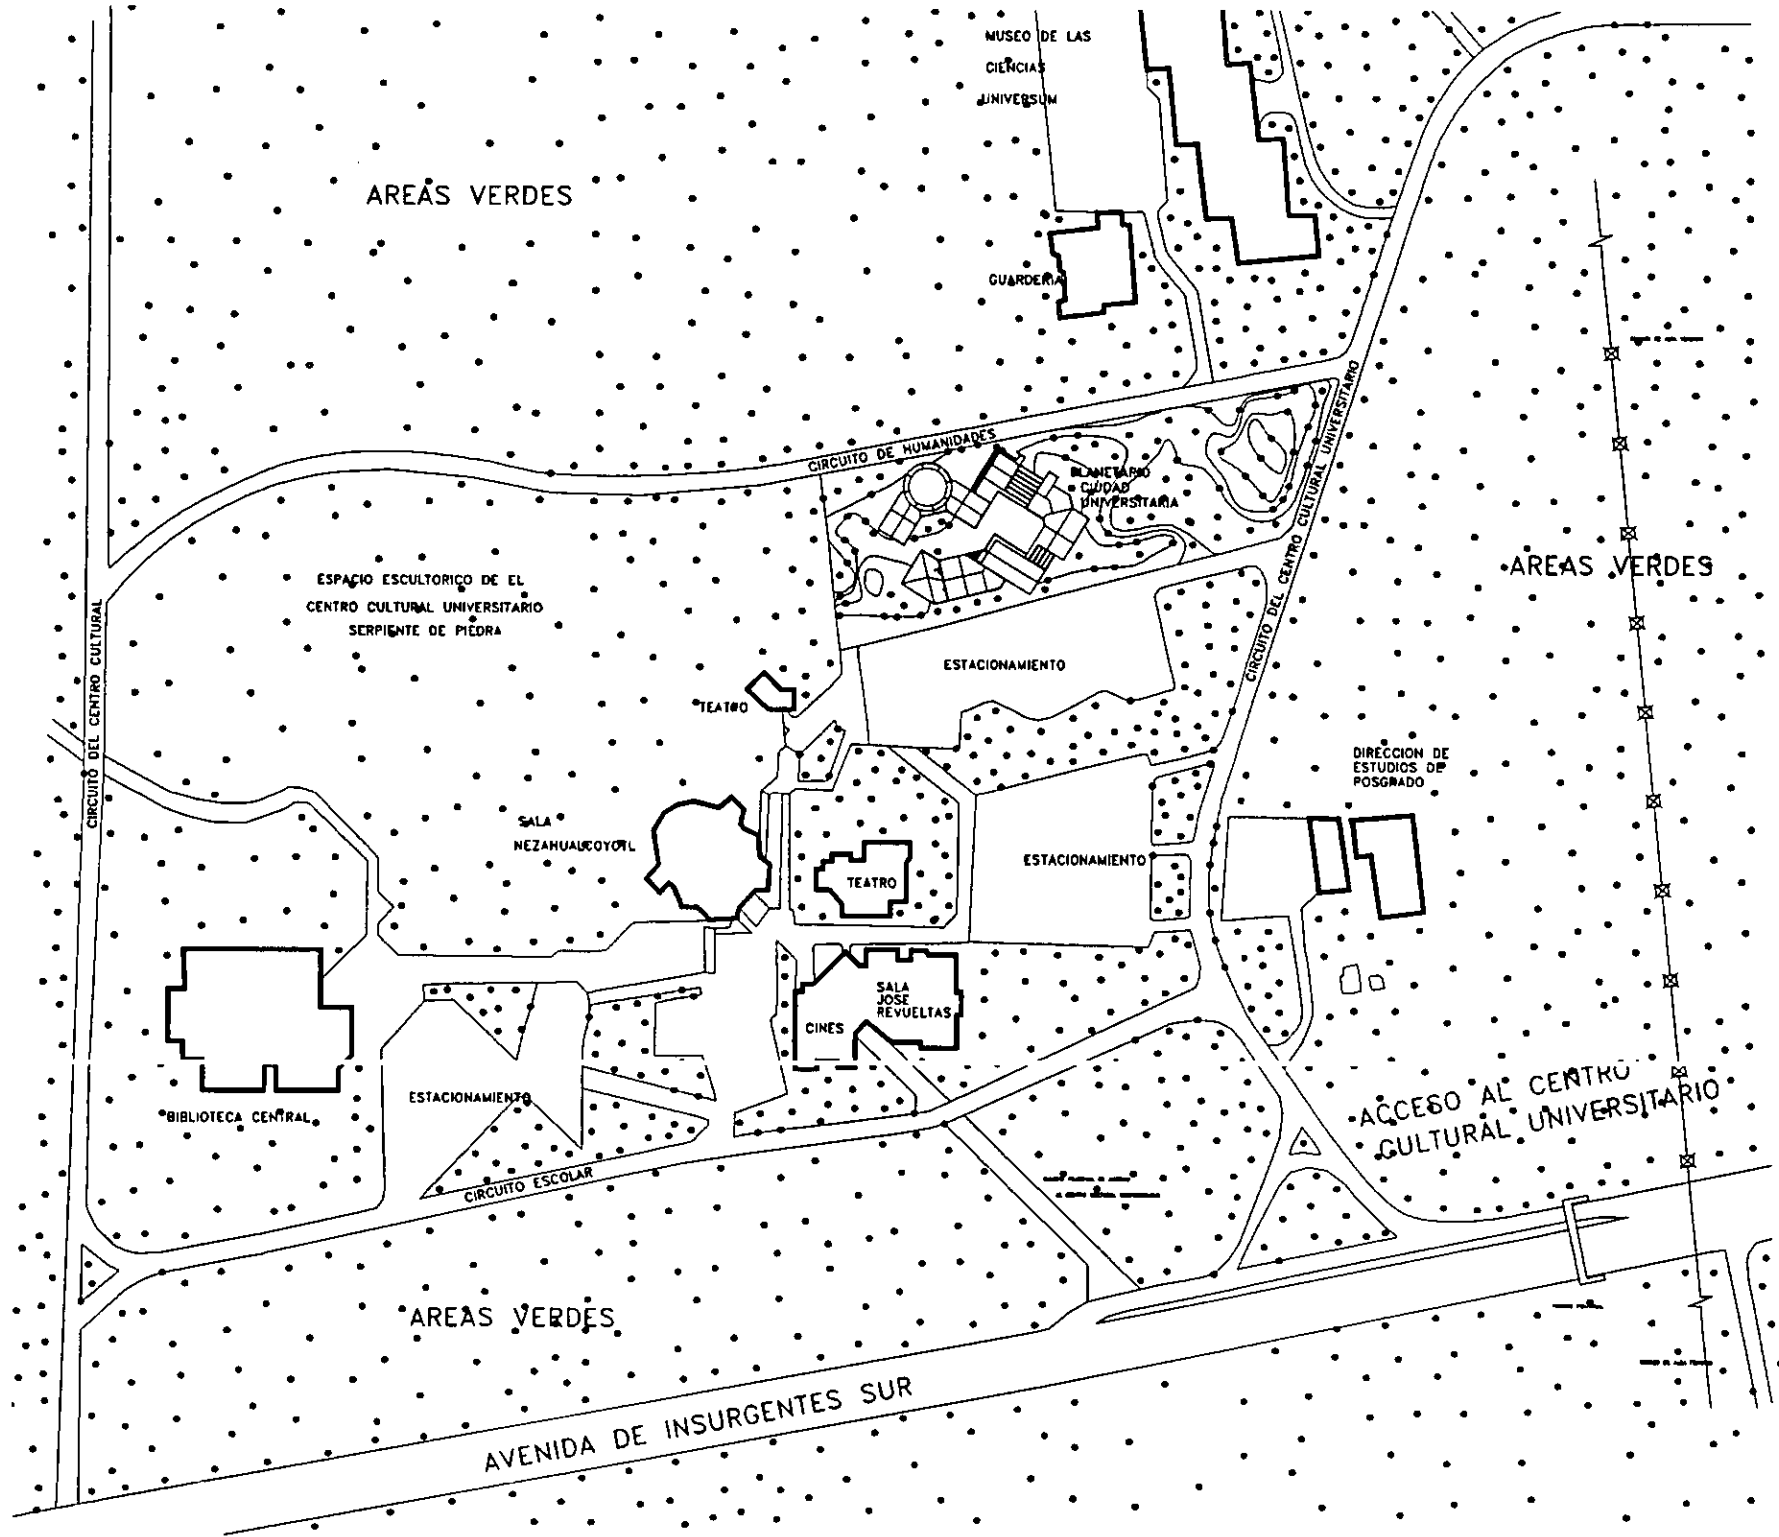 MUSEO DE LAS
CIENCIAS
UNIVERSUM
AREAS VERDES
GUARDERIA
CIRCUITO DE HUMANIDADES
PLANETARIO
CIUDAD
UNIVERSITARIA
CIRCUITO DEL CENTRO CULTURAL UNIVERSITARIO
AREAS VERDES
ESPACIO ESCULTORICO DE EL
CENTRO CULTURAL UNIVERSITARIO
SERPIENTE DE PIEDRA
CIRCUITO DEL CENTRO CULTURAL
ESTACIONAMIENTO
TEATRO
DIRECCION DE
ESTUDIOS DE
POSGRADO
SALA
NEZAHUALCOYOTL
ESTACIONAMIENTO
TEATRO
SALA
JOSE
REVUELTAS
CINES
ESTACIONAMIENTO
BIBLIOTECA CENTRAL
ACCESO AL CENTRO
CULTURAL UNIVERSITARIO
CIRCUITO ESCOLAR
AREAS VERDES
AVENIDA DE INSURGENTES SUR